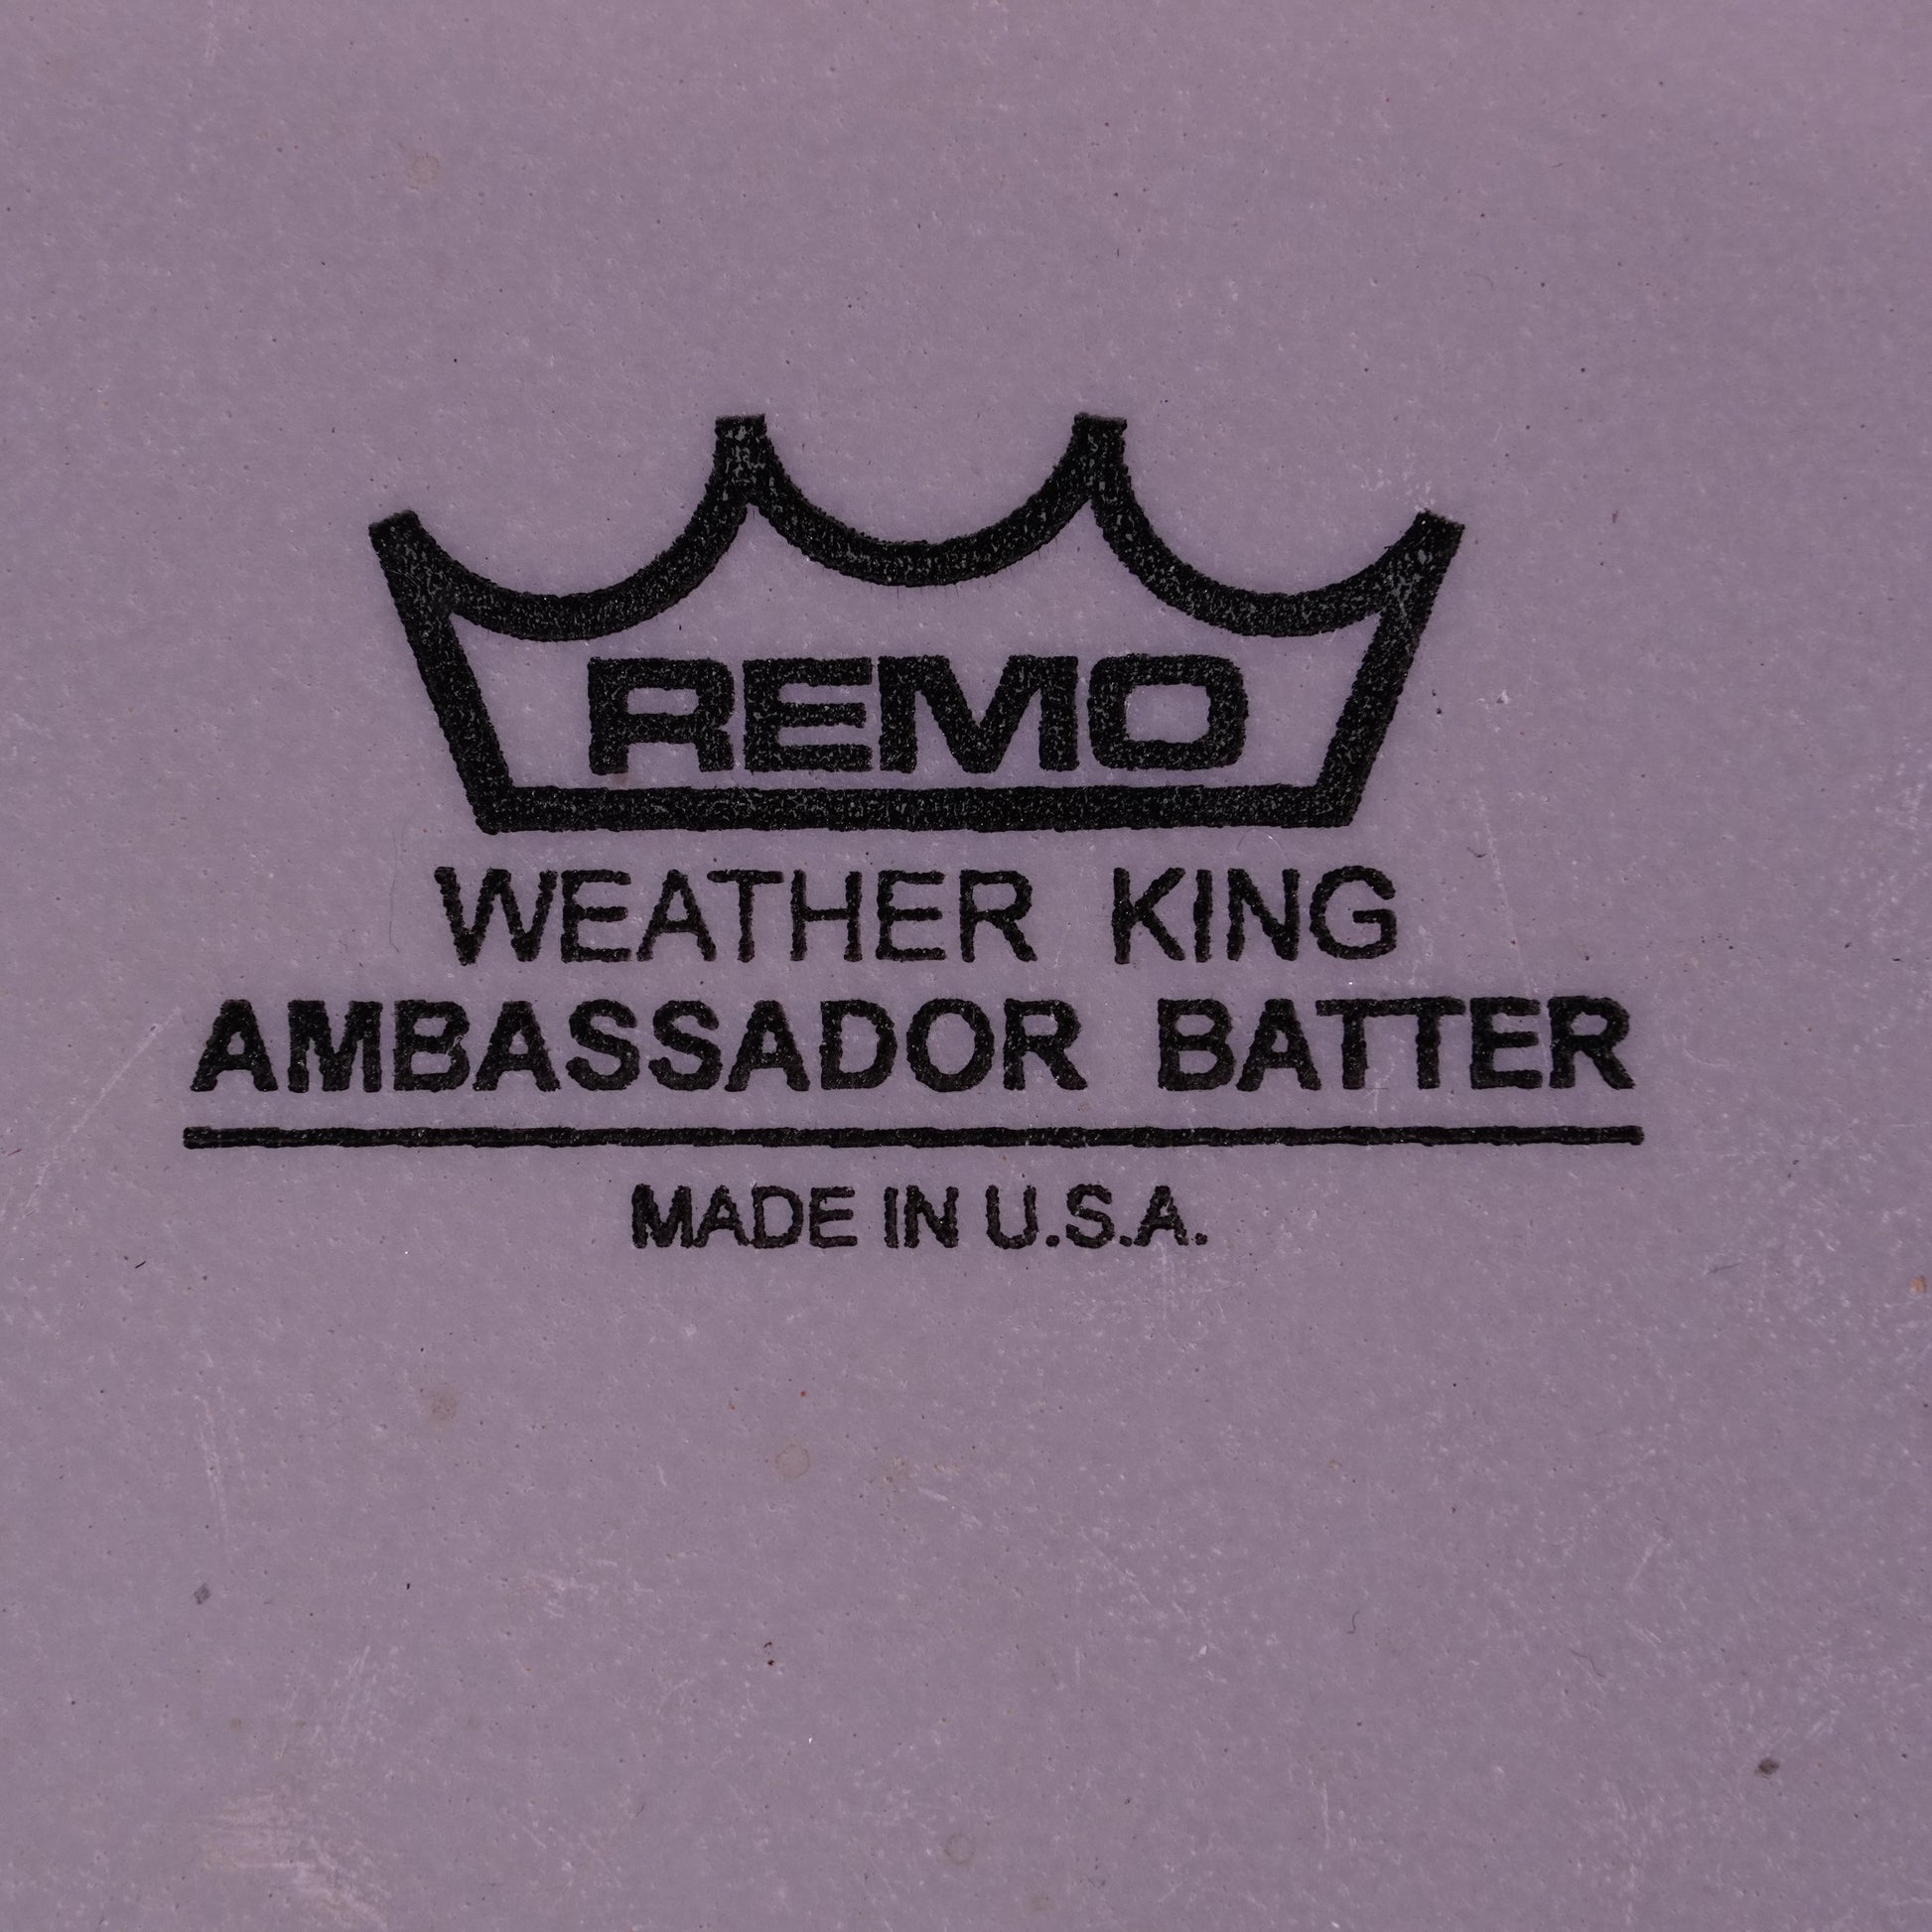 REMO
WEATHER KING
AMBASSADOR BATTER
MADE IN U.S.A.